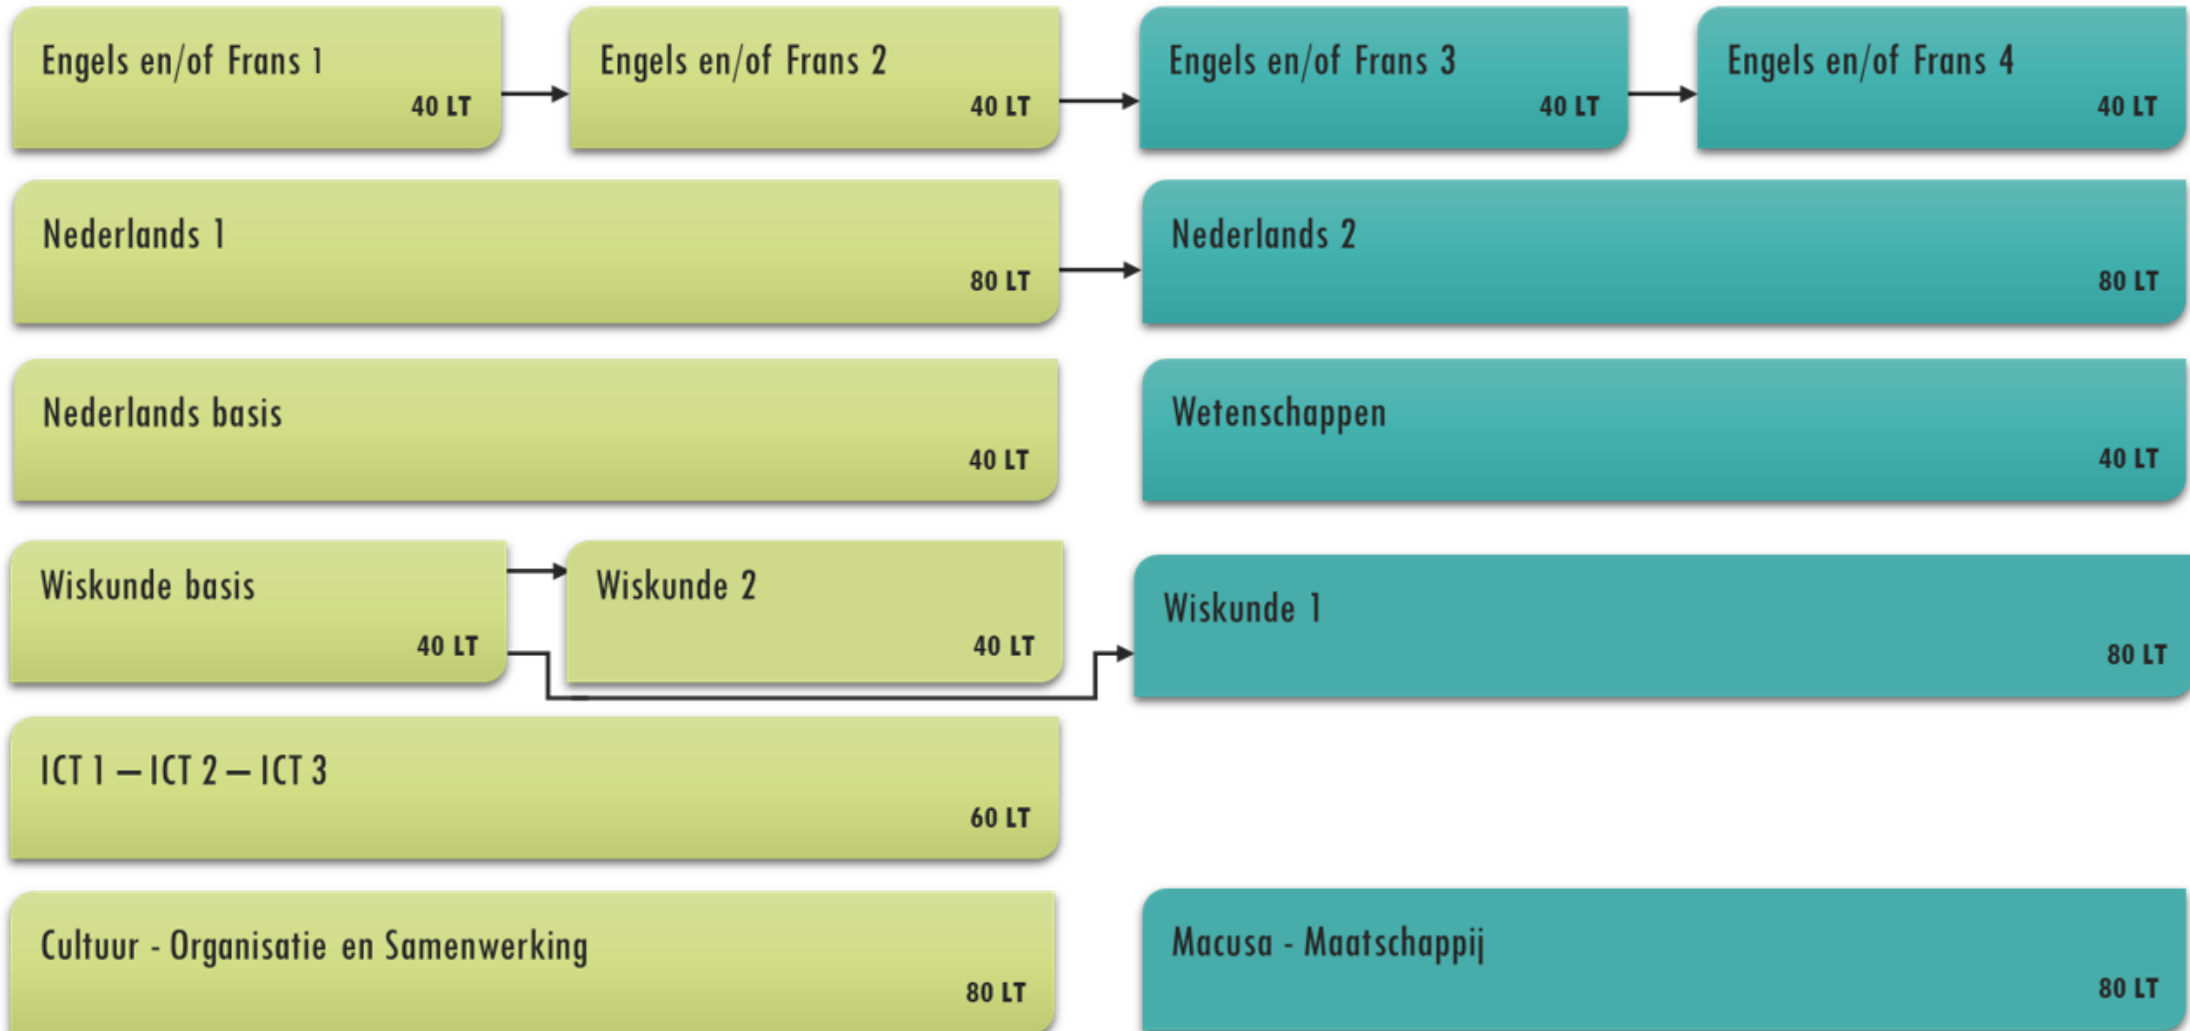 Engels en/of Frans 1
40 LT
Engels en/of Frans 2
40 LT
Engels en/of Frans 3
40 LT
Engels en/of Frans 4
40 LT
Nederlands 1
80 LT
Nederlands 2
80 LT
Nederlands basis
40 LT
Wetenschappen
40 LT
Wiskunde basis
40 LT
Wiskunde 2
40 LT
Wiskunde 1
80 LT
ICT 1 – ICT 2 – ICT 3
60 LT
Cultuur - Organisatie en Samenwerking
80 LT
Macusa - Maatschappij
80 LT